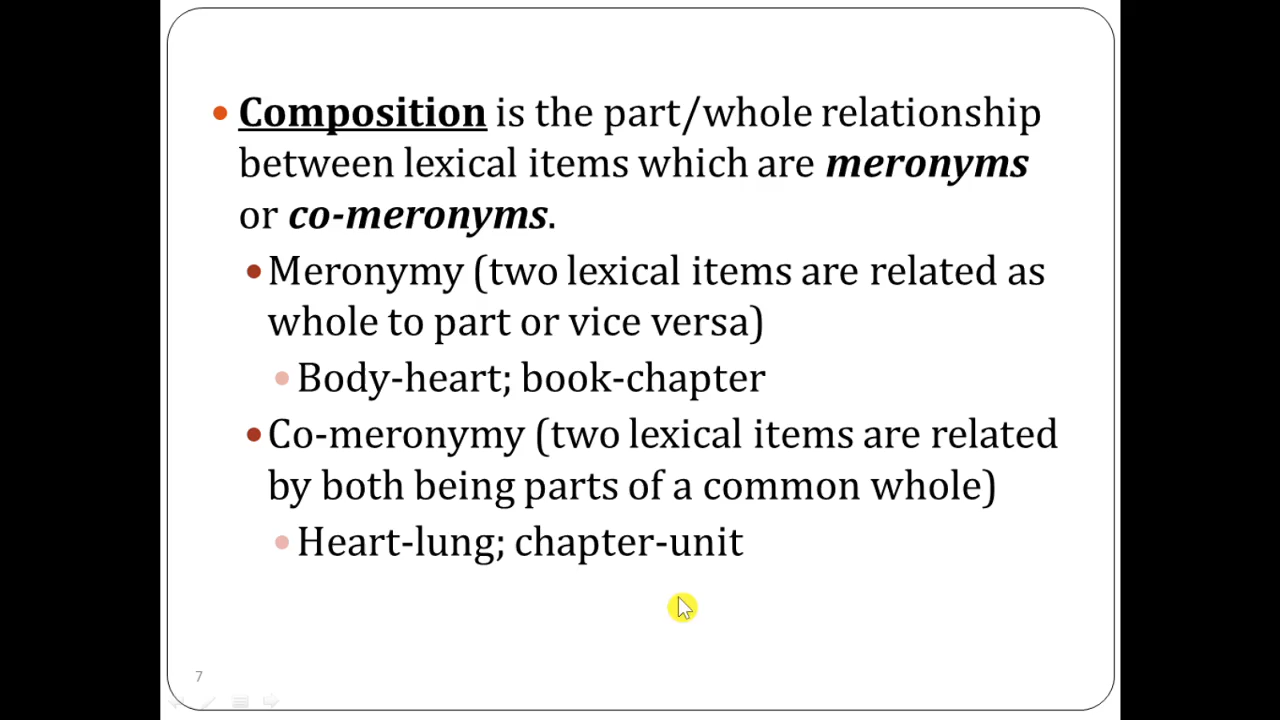 Composition is the part/whole relationship
between lexical items which are meronyms
or co-meronyms.
Meronymy (two lexical items are related as
whole to part or vice versa)
Body-heart; book-chapter
Co-meronymy (two lexical items are related
by both being parts of a common whole)
Heart-lung; chapter-unit
7